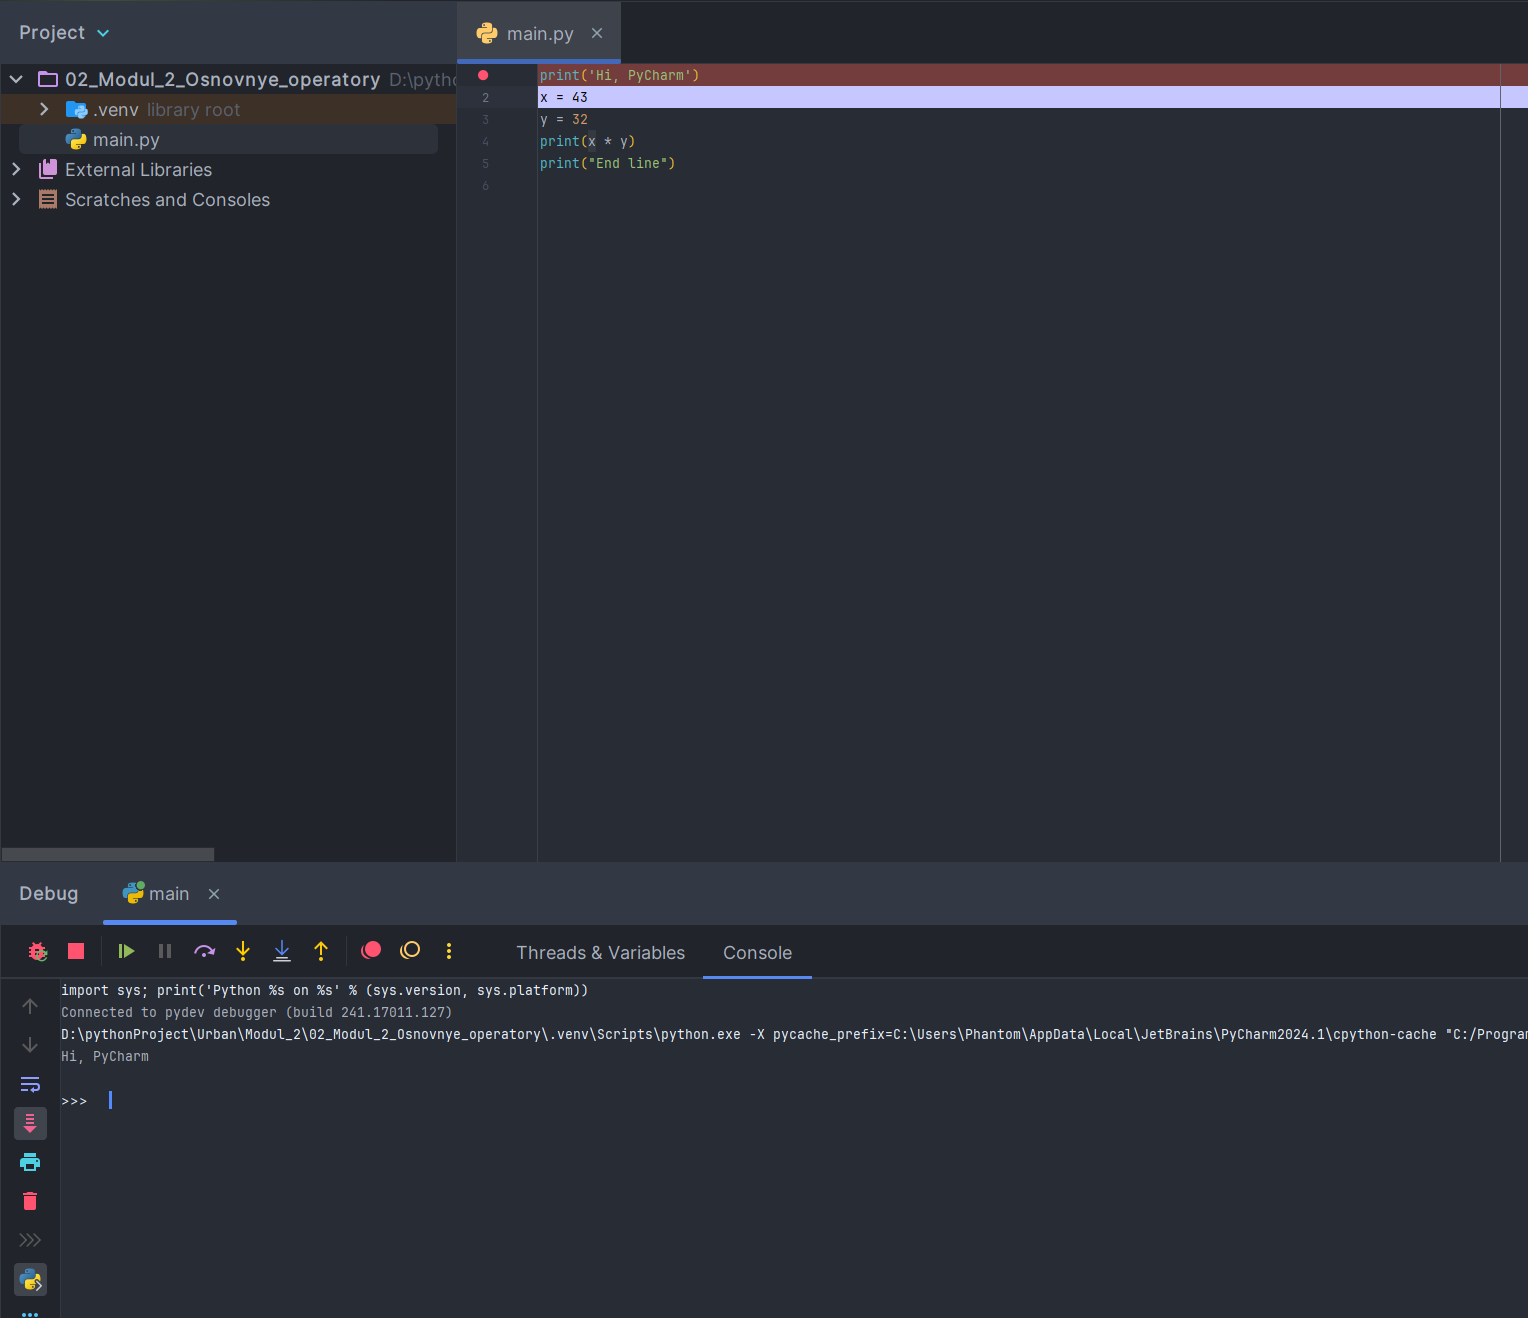 Project
main.py
02_Modul_2_Osnovnye_operatory D:\pytho
.venv library root
main.py
External Libraries
Scratches and Consoles
print('Hi, PyCharm')
2 x = 43
3 y = 32
4 print(x * y)
5 print("End line")
6
Debug main
Threads & Variables Console
import sys; print('Python %s on %s' % (sys.version, sys.platform))
Connected to pydev debugger (build 241.17011.127)
D:\pythonProject\Urban\Modul_2\02_Modul_2_Osnovnye_operatory\.venv\Scripts\python.exe -X pycache_prefix=C:\Users\Phantom\AppData\Local\JetBrains\PyCharm2024.1\cpython-cache "C:/Progran
Hi, PyCharm
>>>